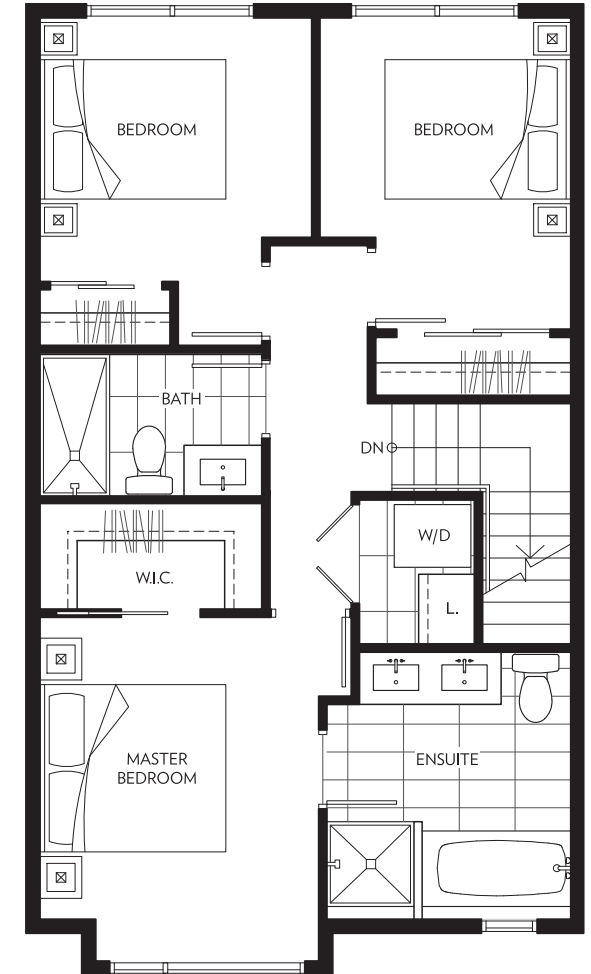 BEDROOM
BEDROOM
BATH
DN
W/D
W.I.C.
L.
MASTER
BEDROOM
ENSUITE